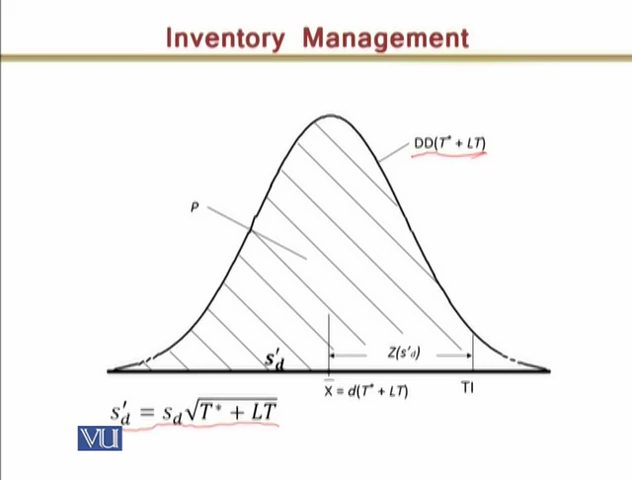 Inventory Management
DD(T* + LT)
P
s′d
Z(s′d)
X̄ = d(T* + LT)
TI
s′d = sd√T* + LT
VU